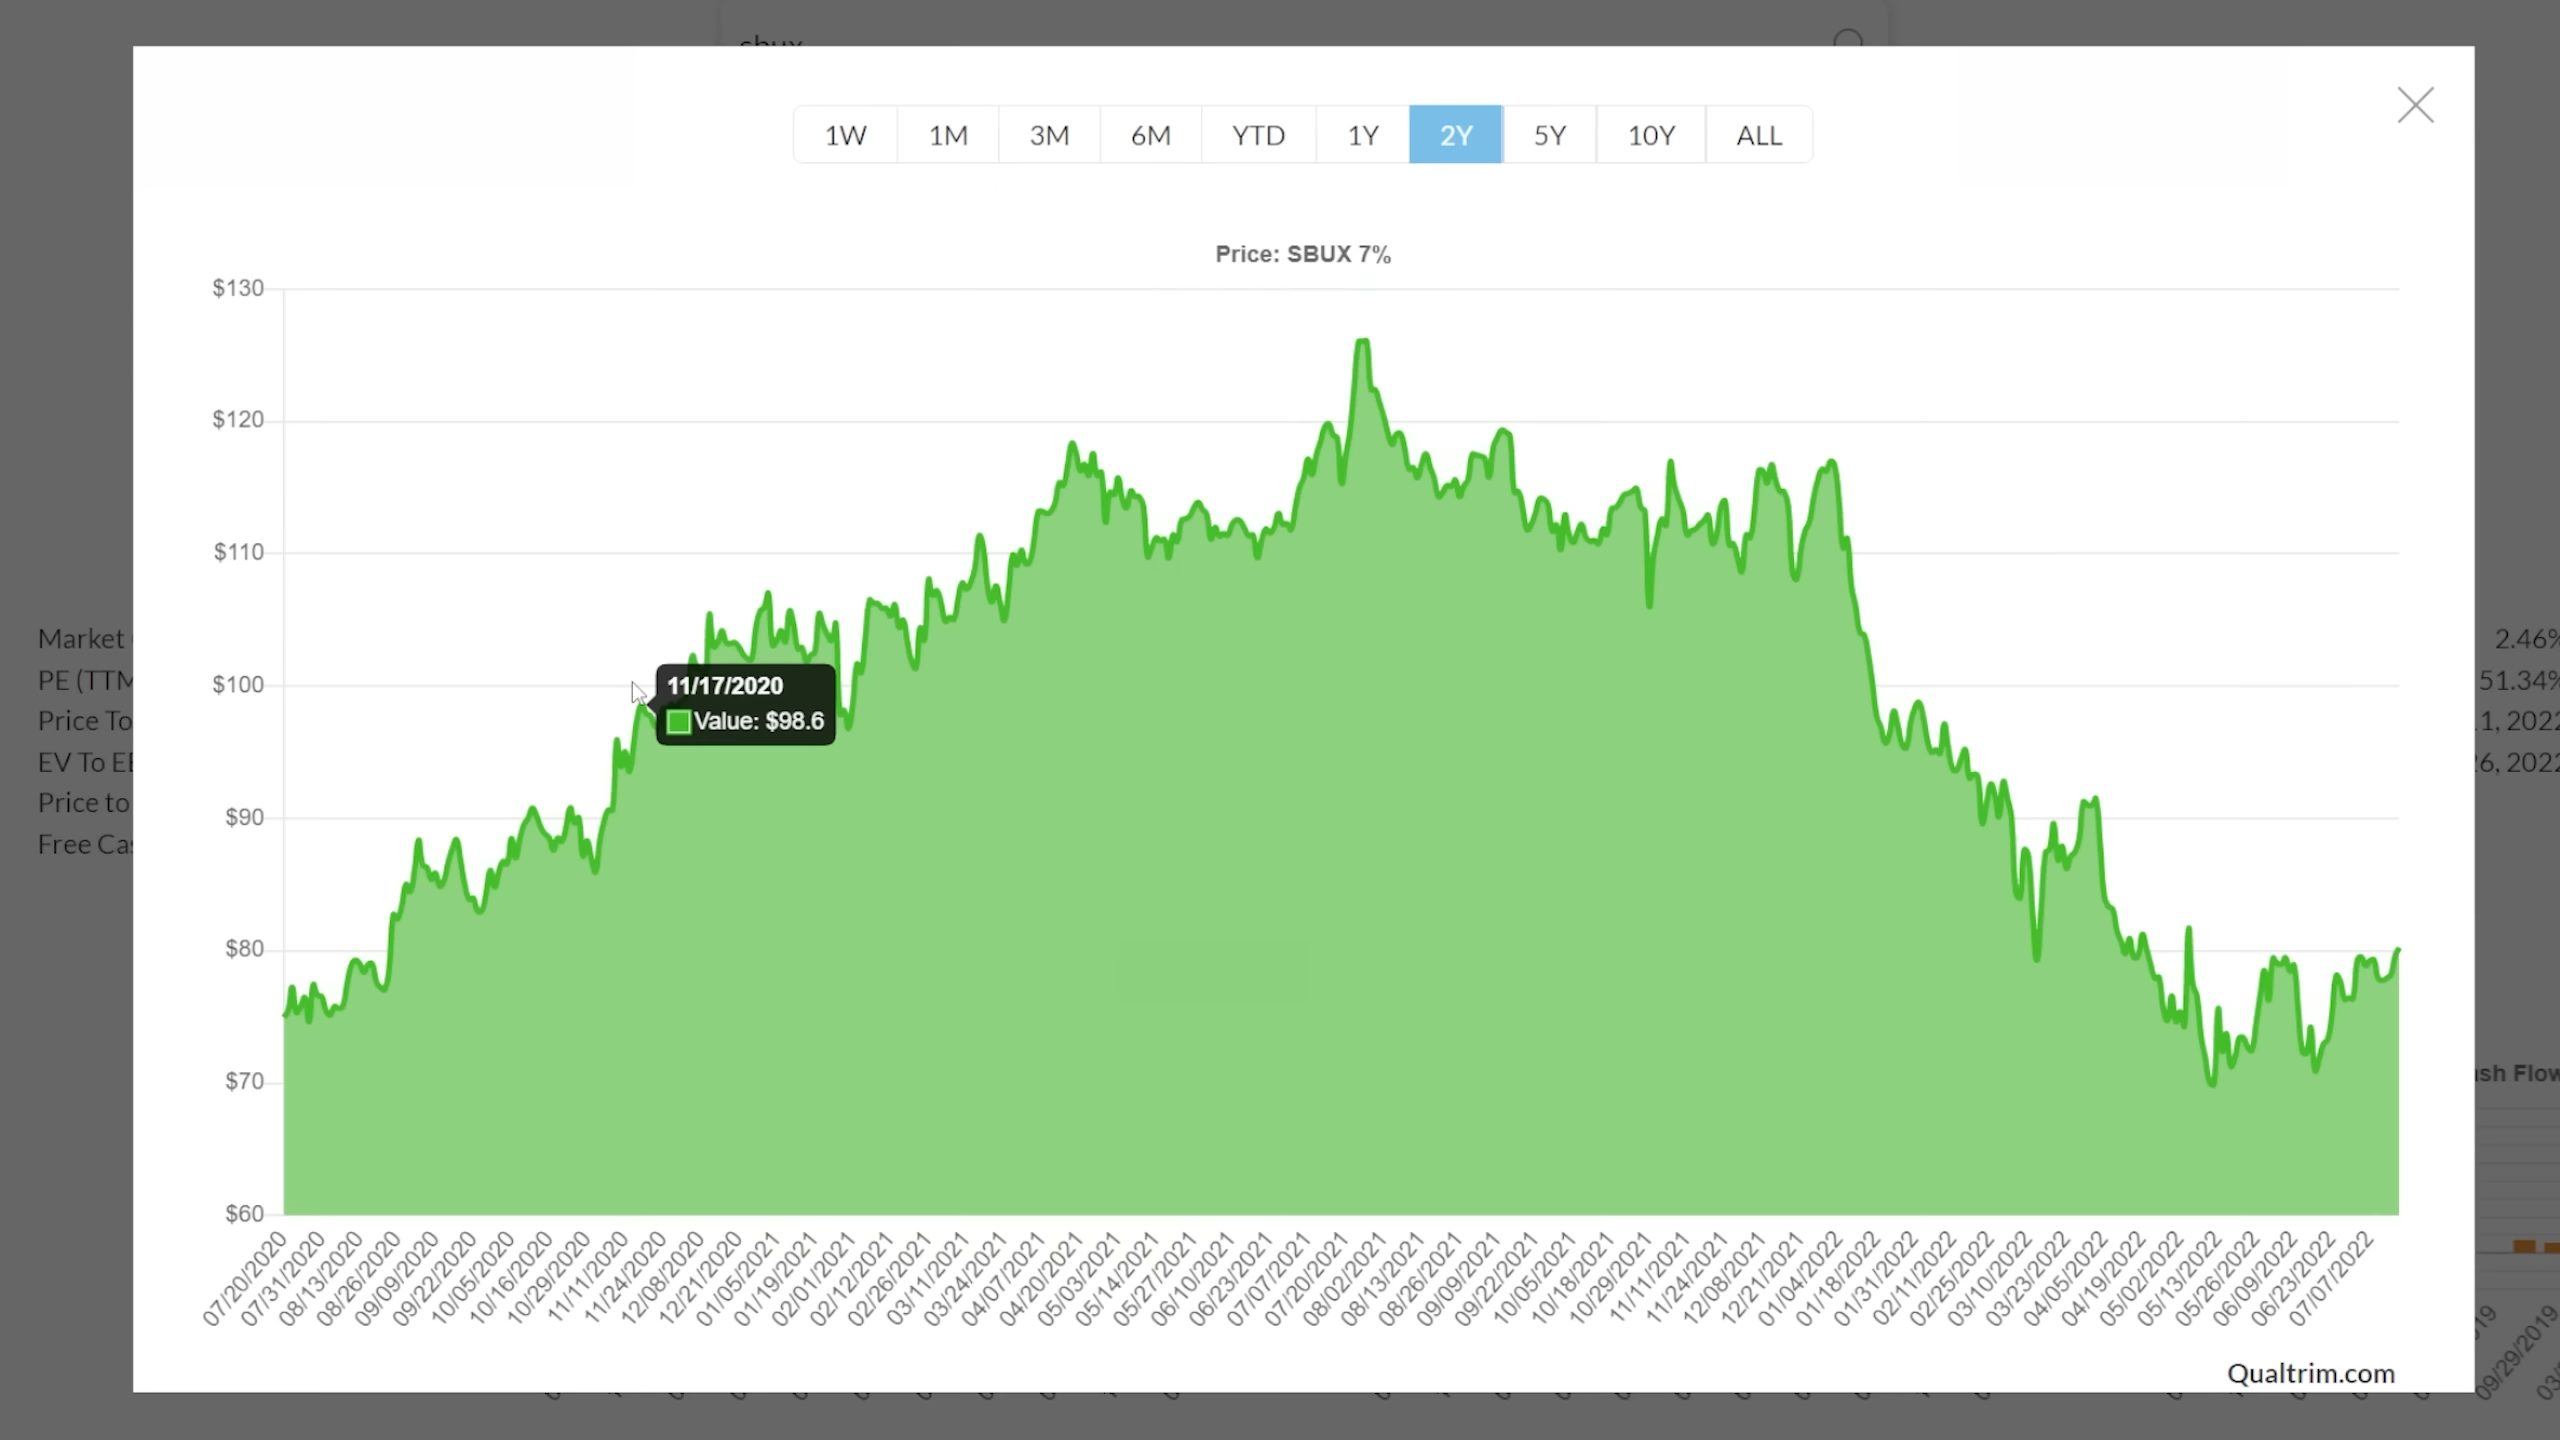 sbux
1W 1M 3M 6M YTD 1Y 2Y 5Y 10Y ALL
Price: SBUX 7%
$130
$120
$110
$100
$90
$80
$70
$60
11/17/2020
Value: $98.6
Market
PE (TTM
Price To
EV To
Price to
Free
2.46%
51.34%
1, 2022
26, 2022
ash Flow
07/20/2020 07/31/2020 08/13/2020 08/26/2020 09/09/2020 09/22/2020 10/05/2020 10/16/2020 10/29/2020 11/11/2020 11/24/2020 12/08/2020 12/21/2020 01/05/2021 01/19/2021 02/01/2021 02/12/2021 02/26/2021 03/11/2021 03/24/2021 04/07/2021 04/20/2021 05/03/2021 05/14/2021 05/27/2021 06/10/2021 06/23/2021 07/07/2021 07/20/2021 08/02/2021 08/13/2021 08/26/2021 09/09/2021 09/22/2021 10/05/2021 10/18/2021 10/29/2021 11/11/2021 11/24/2021 12/08/2021 12/21/2021 01/04/2022 01/18/2022 01/31/2022 02/11/2022 02/25/2022 03/10/2022 03/23/2022 04/05/2022 04/19/2022 05/02/2022 05/13/2022 05/26/2022 06/09/2022 06/23/2022 07/07/2022
09/29/2019
Qualtrim.com